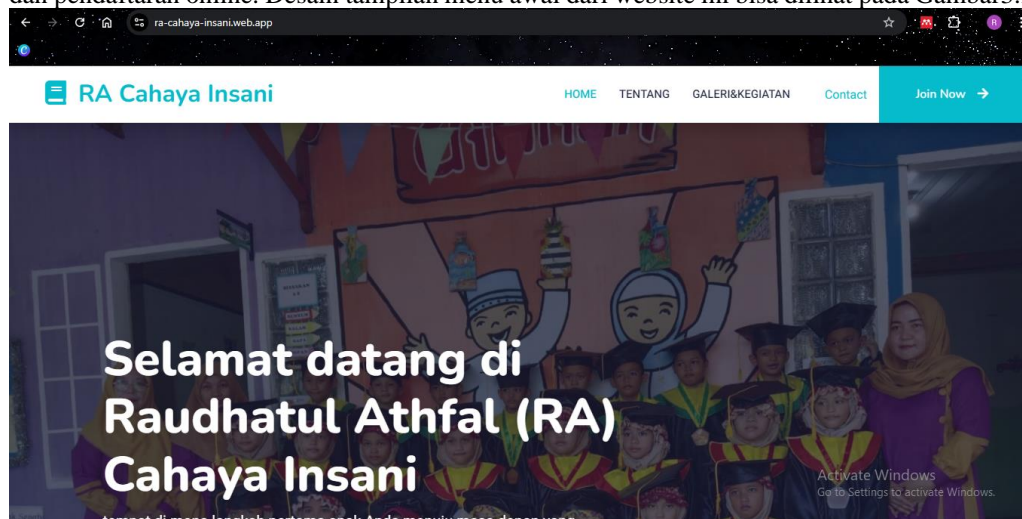 dan pendaftaran online. Desain tampilan menu awal dari website ini bisa dilihat pada Gambar3.
ra-cahaya-insani.web.app
R
C
RA Cahaya Insani
HOME TENTANG GALERI&KEGIATAN Contact Join Now →
Selamat datang di
Raudhatul Athfal (RA)
Cahaya Insani
Activate Windows
Go to Settings to activate Windows.